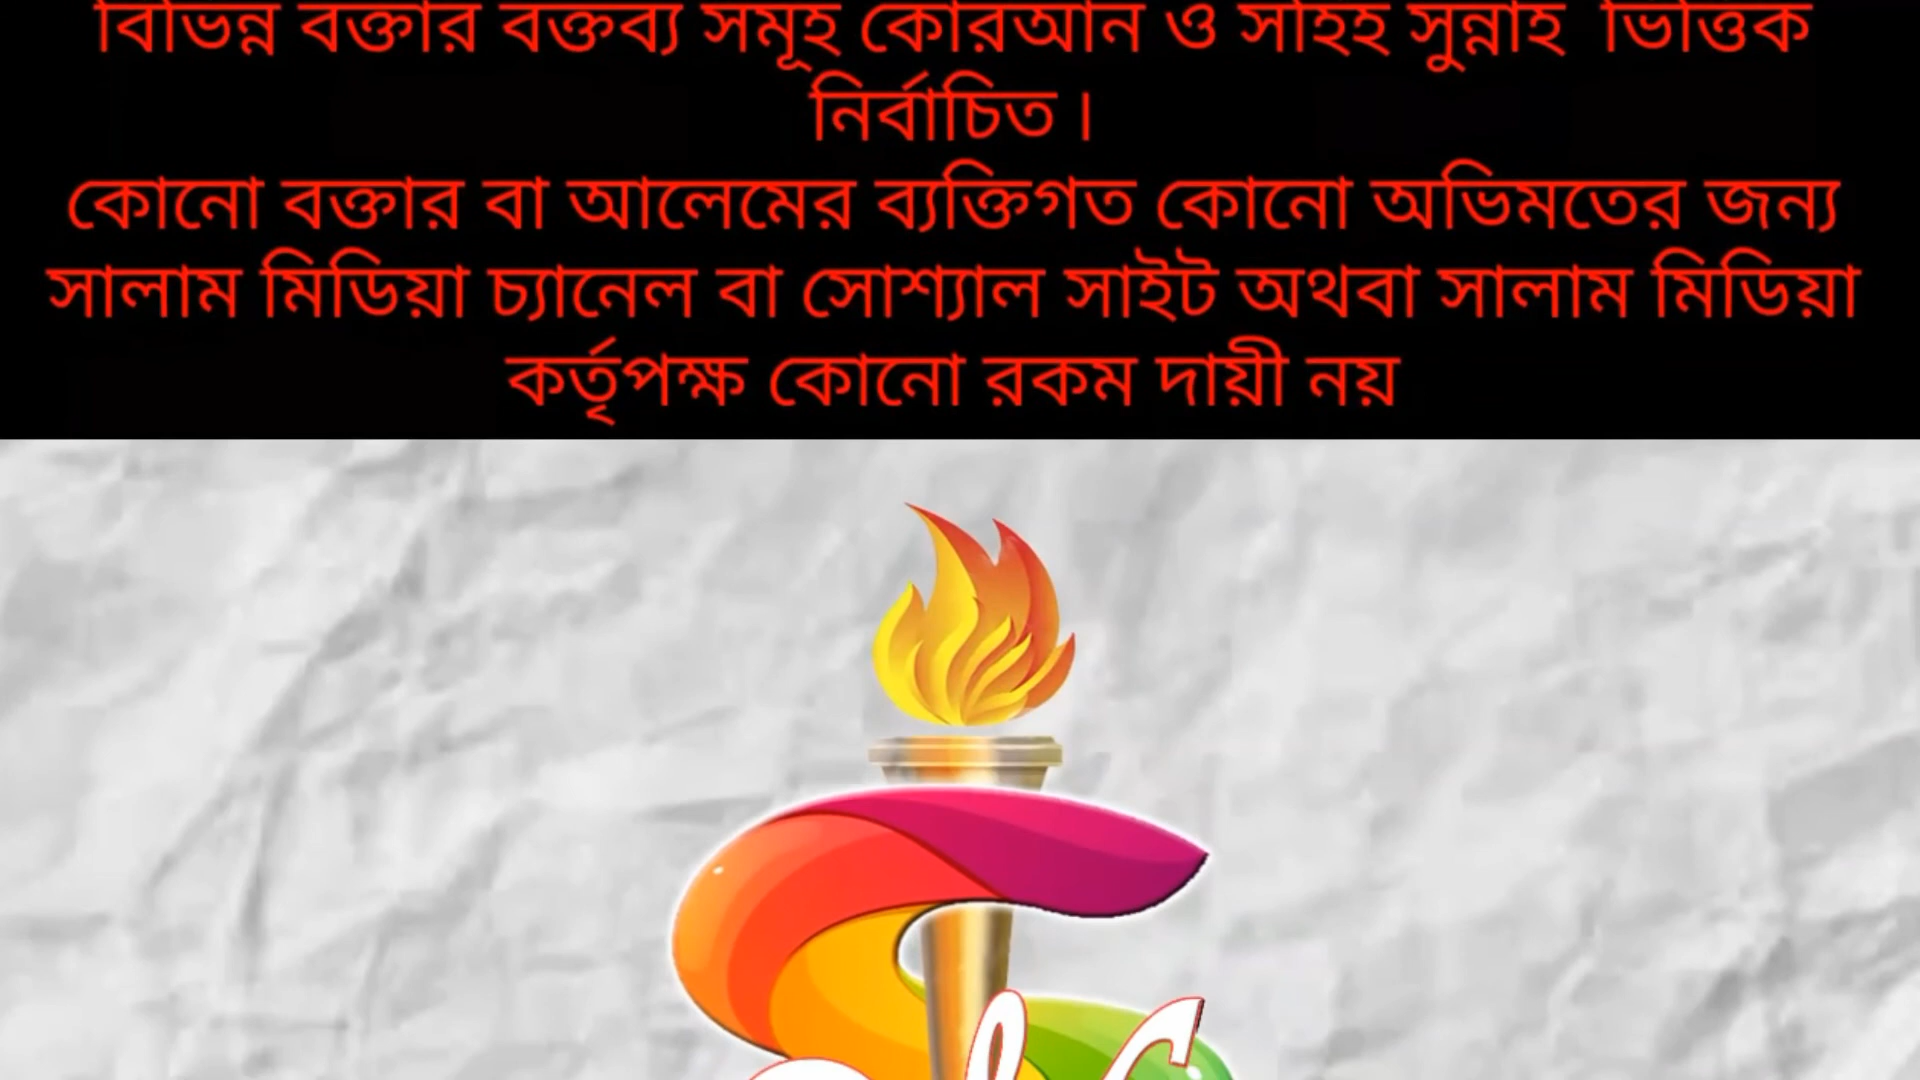 বিভিন্ন বক্তার বক্তব্য সমূহ কোরআন ও সহিহ সুন্নাহ ভিত্তিক
নির্বাচিত।
কোনো বক্তার বা আলেমের ব্যক্তিগত কোনো অভিমতের জন্য
সালাম মিডিয়া চ্যানেল বা সোশ্যাল সাইট অথবা সালাম মিডিয়া
কর্তৃপক্ষ কোনো রকম দায়ী নয়